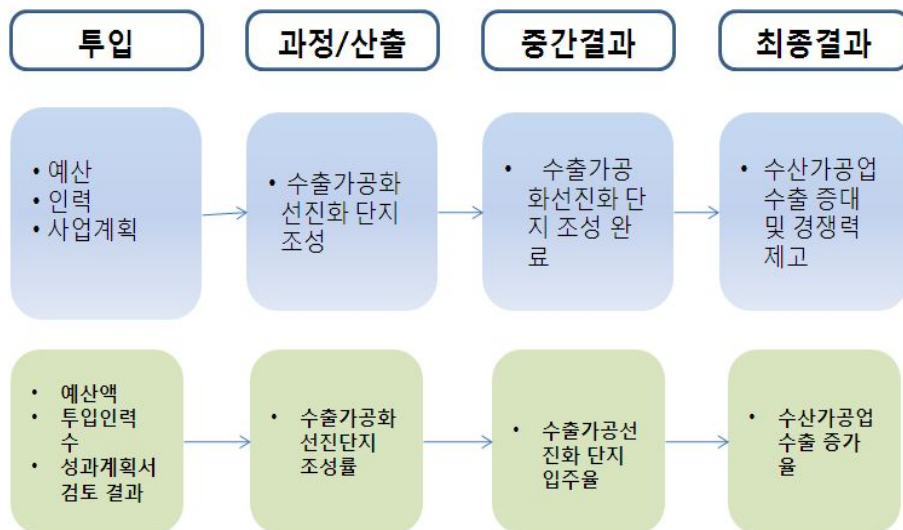 투입
과정/산출
중간결과
최종결과
• 예산
• 인력
• 사업계획
• 수출가공화
선진화 단지
조성
• 수출가공
화선진화 단
지 조성 완
료
• 수산가공업
수출 증대
및 경쟁력
제고
• 예산액
• 투입인력
수
• 성과계획서
검토 결과
• 수출가공화
선진단지
조성률
• 수출가공선
진화 단지
입주율
• 수산가공업
수출 증가
율